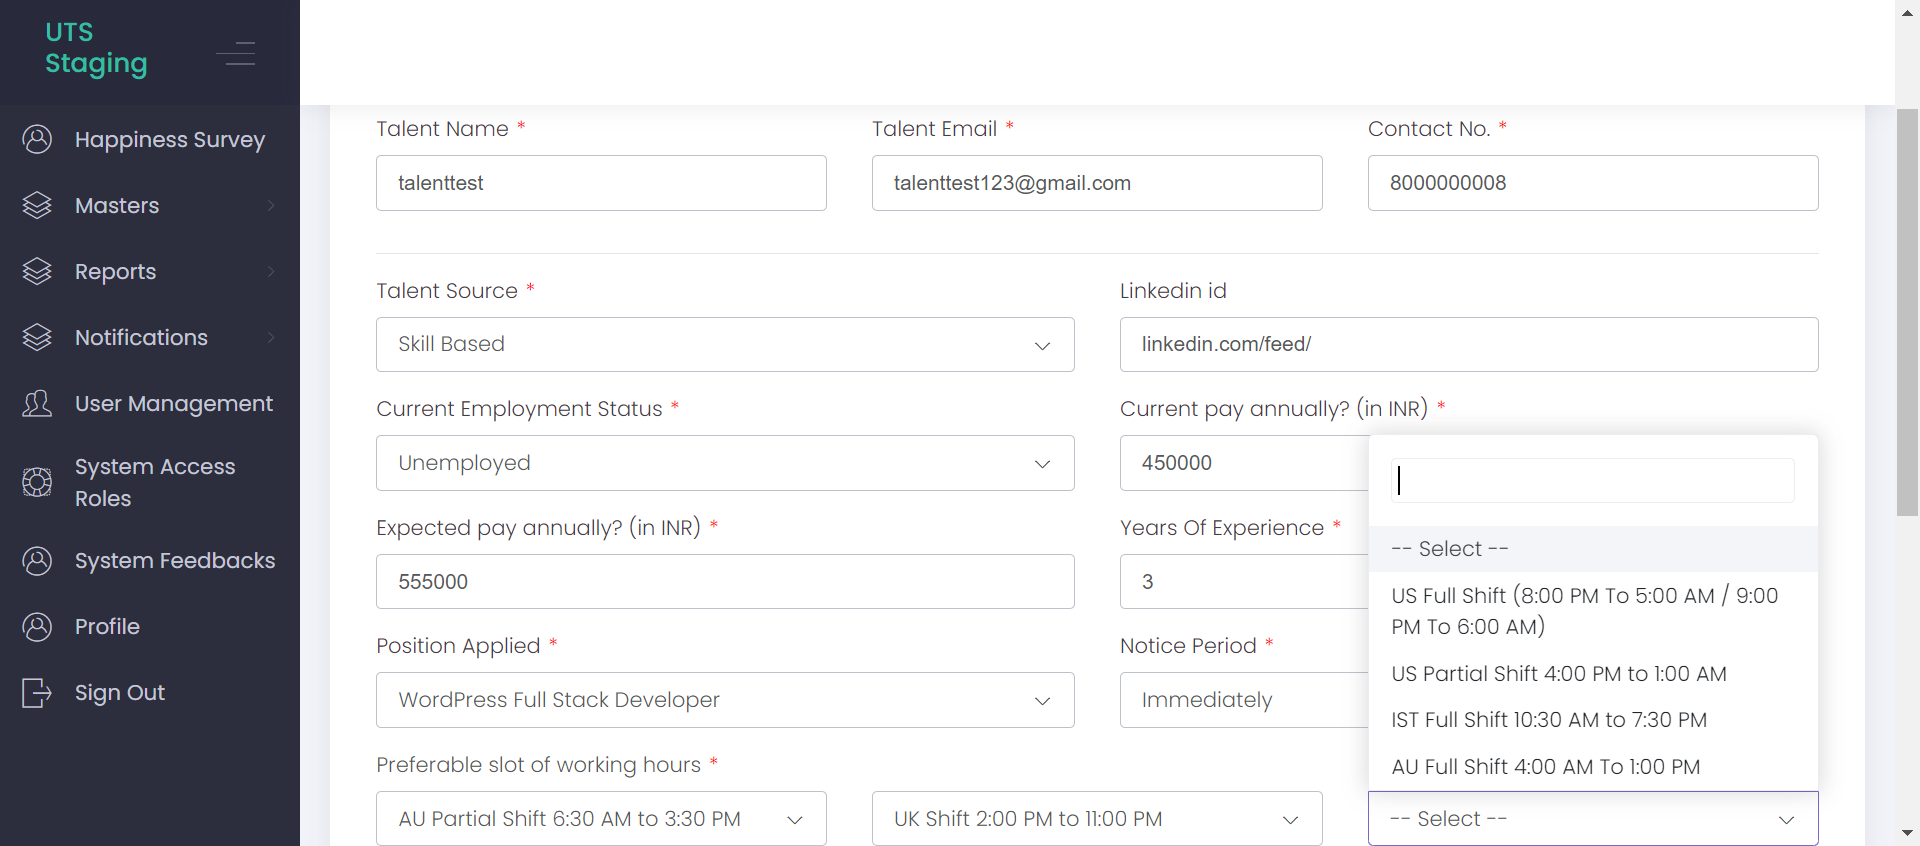 UTS
Staging
Happiness Survey
Masters
Reports
Notifications
User Management
System Access
Roles
System Feedbacks
Profile
Sign Out
Talent Name *
Talent Email *
Contact No. *
talenttest
talenttest123@gmail.com
8000000008
Talent Source *
Linkedin id
Skill Based
linkedin.com/feed/
Current Employment Status *
Current pay annually? (in INR) *
Unemployed
450000
Expected pay annually? (in INR) *
Years Of Experience *
555000
3
Position Applied *
Notice Period *
WordPress Full Stack Developer
Immediately
Preferable slot of working hours *
AU Partial Shift 6:30 AM to 3:30 PM
UK Shift 2:00 PM to 11:00 PM
-- Select --
US Full Shift (8:00 PM To 5:00 AM / 9:00
PM To 6:00 AM)
US Partial Shift 4:00 PM to 1:00 AM
IST Full Shift 10:30 AM to 7:30 PM
AU Full Shift 4:00 AM To 1:00 PM
-- Select --